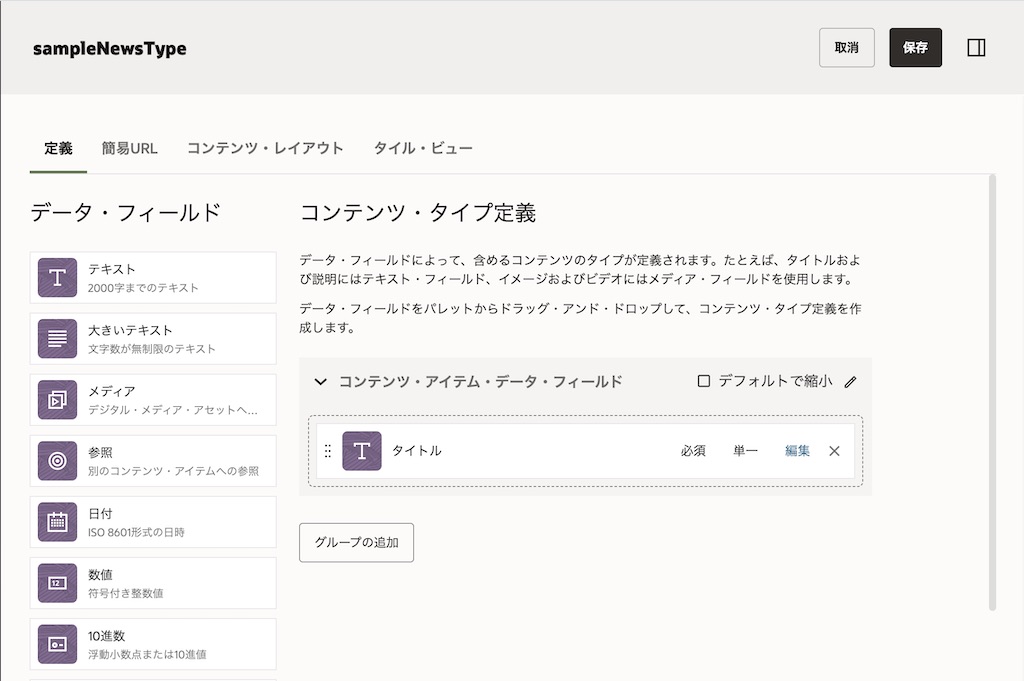 sampleNewsType
取消
保存
定義
簡易URL
コンテンツ・レイアウト
タイル・ビュー
データ・フィールド
テキスト
2000字までのテキスト
大きいテキスト
文字数が無制限のテキスト
メディア
デジタル・メディア・アセットへ...
参照
別のコンテンツ・アイテムへの参照
日付
ISO 8601形式の日時
12
数値
符号付き整数値
10進数
浮動小数点または10進値
コンテンツ・タイプ定義
データ・フィールドによって、含めるコンテンツのタイプが定義されます。たとえば、タイトルおよ
び説明にはテキスト・フィールド、イメージおよびビデオにはメディア・フィールドを使用します。
データ・フィールドをパレットからドラッグ・アンド・ドロップして、コンテンツ・タイプ定義を作
成します。
コンテンツ・アイテム・データ・フィールド
デフォルトで縮小
T タイトル 必須 単一 編集
グループの追加